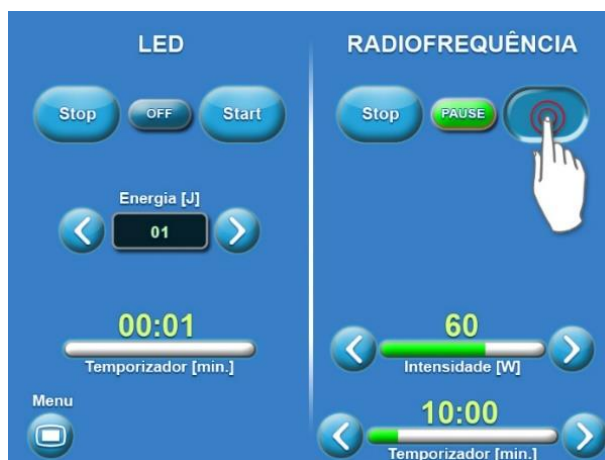 LED
Stop OFF Start
Energia [J]
01
00:01
Temporizador [min.]
Menu
RADIOFREQUÊNCIA
Stop PAUSE
60
Intensidade [W]
10:00
Temporizador [min.]